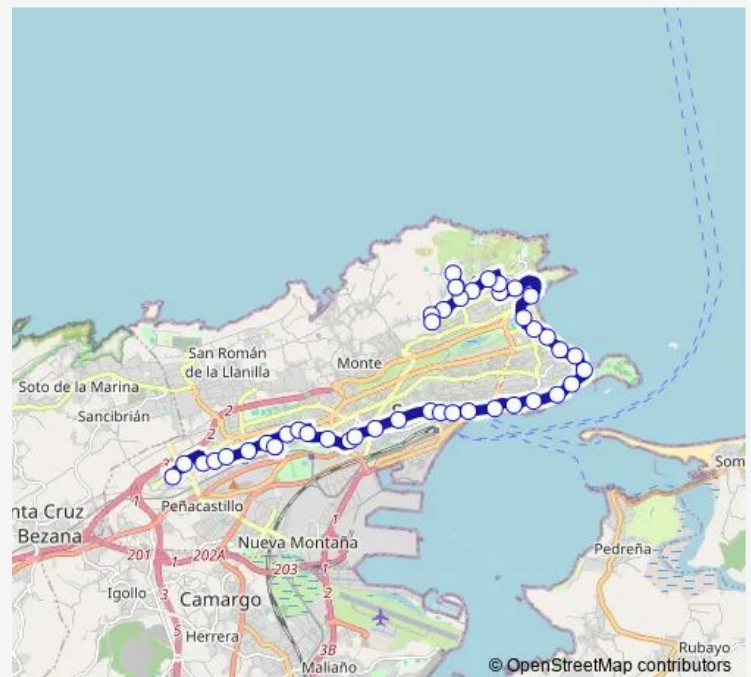 San Román
de la Llanilla
Monte
Soto de la Marina
Sancibrián
2
2
1
Peñacastillo
nta Cruz
Bezana
1
201
202A
1
Nueva Montaña
203
1
2
Igollo
3
Camargo
5
Herrera
3B
Maliaño
Som
Pedreña
Rubayo
© OpenStreetMap contributors